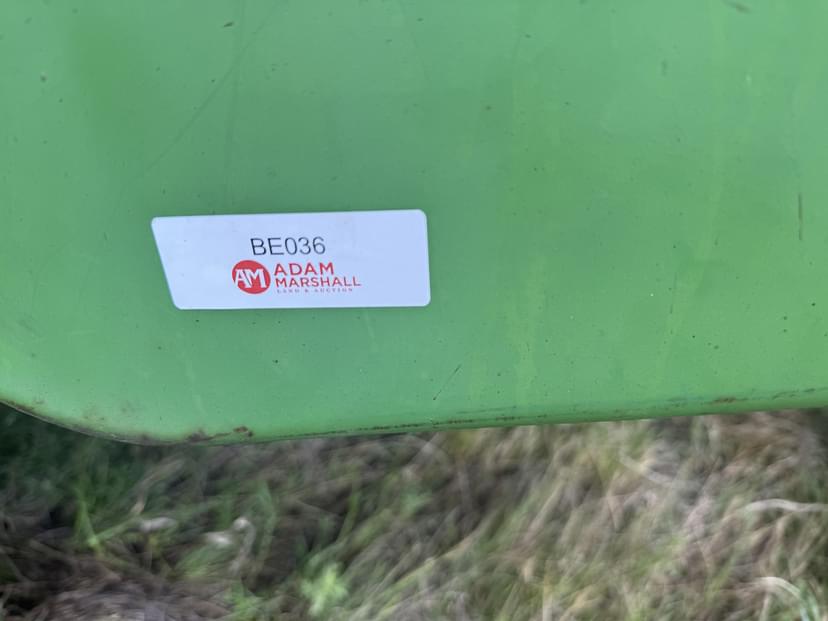 BE036
AM ADAM
MARSHALL
LAND & AUCTION